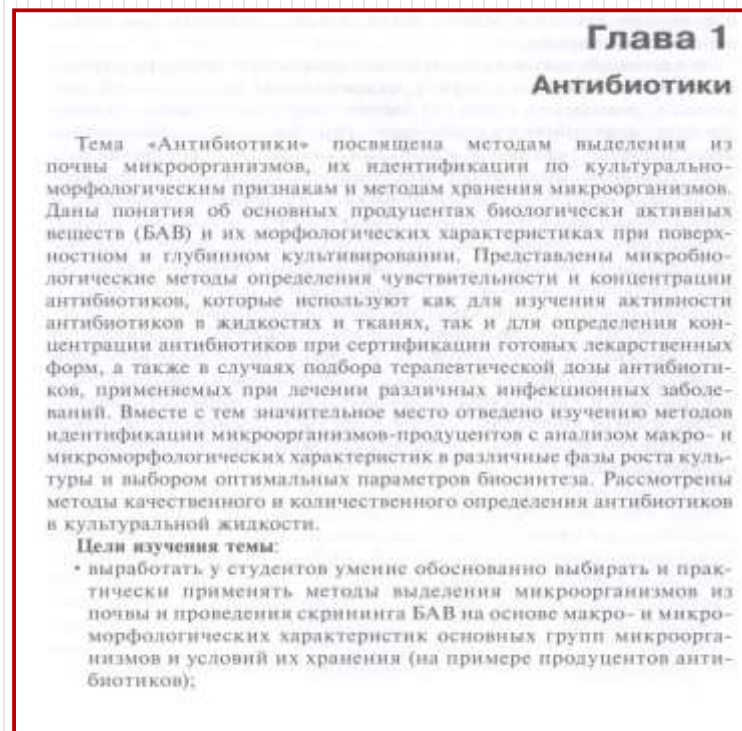 Глава 1
Антибиотики
Тема «Антибиотики» посвящена методам выделения из
почвы микроорганизмов, их идентификации по культурально-
морфологическим признакам и методам хранения микроорганизмов.
Даны понятия об основных продуцентах биологически активных
веществ (БАВ) и их морфологических характеристиках при поверх-
ностном и глубинном культивировании. Представлены микробио-
логические методы определения чувствительности и концентрации
антибиотиков, которые используют как для изучения активности
антибиотиков в жидкостях и тканях, так и для определения кон-
центрации антибиотиков при сертификации готовых лекарственных
форм, а также в случаях подбора терапевтической дозы антибиоти-
ков, применяемых при лечении различных инфекционных заболе-
ваний. Вместе с тем значительное место отведено изучению методов
идентификации микроорганизмов-продуцентов с анализом макро- и
микроморфологических характеристик в различные фазы роста куль-
туры и выбором оптимальных параметров биосинтеза. Рассмотрены
методы качественного и количественного определения антибиотиков
в культуральной жидкости.
Цели изучения темы:
• выработать у студентов умение обоснованно выбирать и прак-
тически применять методы выделения микроорганизмов из
почвы и проведения скрининга БАВ на основе макро- и микро-
морфологических характеристик основных групп микроорга-
низмов и условий их хранения (на примере продуцентов анти-
биотиков);